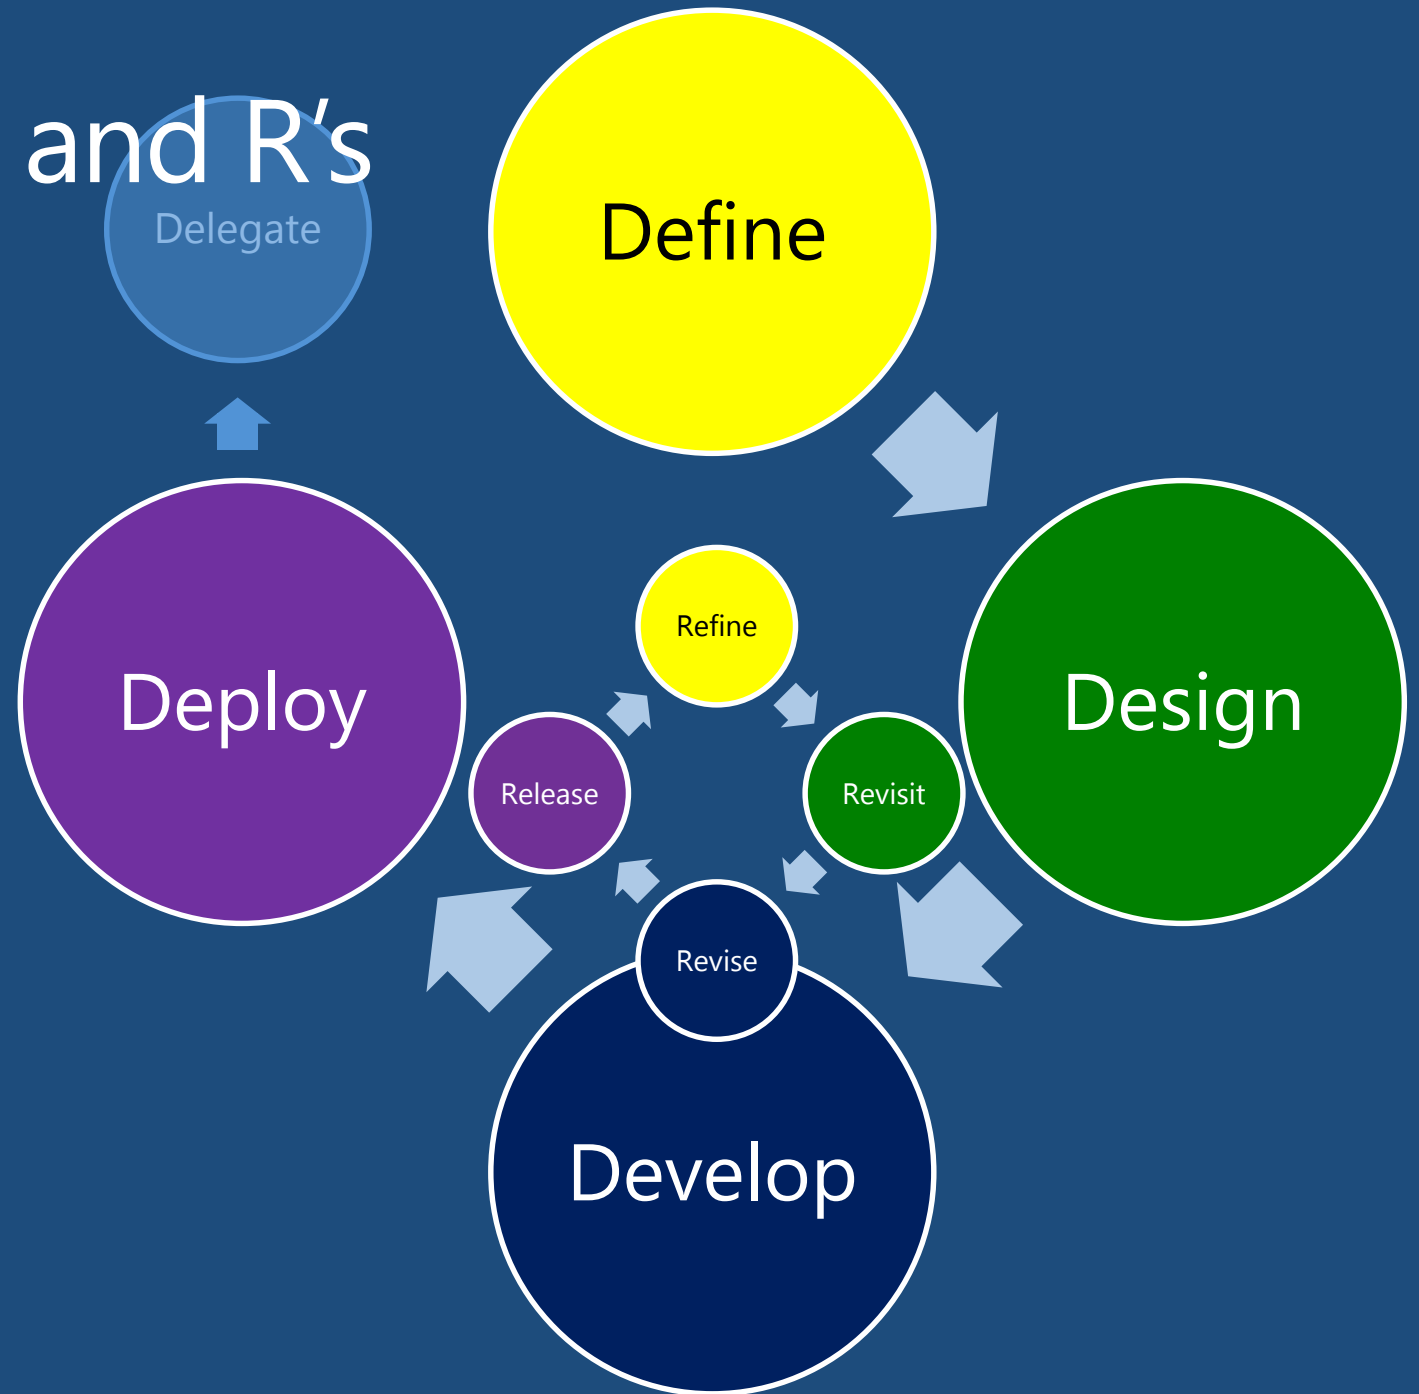 and R’s
Delegate
Define
Deploy
Design
Refine
Release
Revisit
Revise
Develop